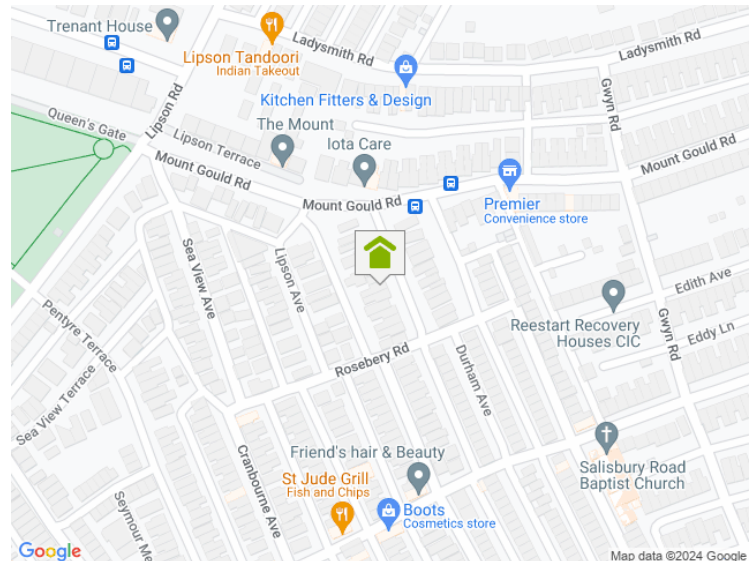 Trenant House
Lipson Tandoori
Indian Takeout
Ladysmith Rd
Ladysmith Rd
Kitchen Fitters & Design
Queen's Gate
Lipson Rd
Lipson Terrace
The Mount
Iota Care
Gwyn Rd
Mount Gould Rd
Mount Gould Rd
Mount Gould Rd
Premier
Convenience store
Sea View Ave
Lipson Ave
Pentyre Terrace
Edith Ave
Reestart Recovery
Houses CIC
Eddy Ln
Gwyn Rd
Rosebery Rd
Durham Ave
Sea View Terrace
Cranbourne Ave
Friend's hair & Beauty
St Jude Grill
Fish and Chips
Salisbury Road
Baptist Church
Boots
Cosmetics store
Seymour Me
Google
Map data ©2024 Google